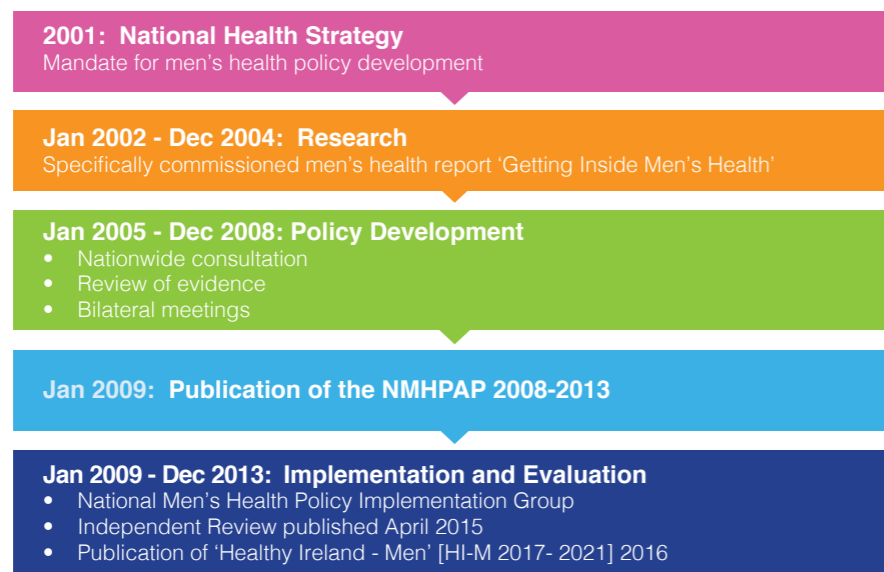 2001: National Health Strategy
Mandate for men’s health policy development
Jan 2002 - Dec 2004: Research
Specifically commissioned men’s health report ‘Getting Inside Men’s Health’
Jan 2005 - Dec 2008: Policy Development
• Nationwide consultation
• Review of evidence
• Bilateral meetings
Jan 2009: Publication of the NMHPAP 2008-2013
Jan 2009 - Dec 2013: Implementation and Evaluation
• National Men’s Health Policy Implementation Group
• Independent Review published April 2015
• Publication of ‘Healthy Ireland - Men’ [HI-M 2017- 2021] 2016